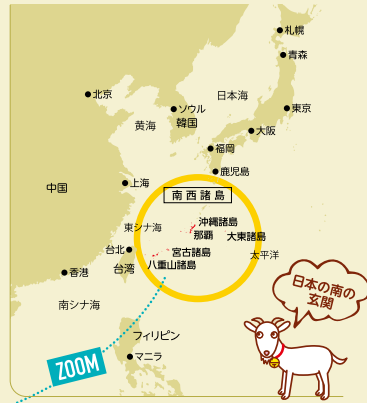 札幌
青森
北京
日本海
ソウル
韓国
東京
黄海
大阪
福岡
鹿児島
中国
上海
南西諸島
沖縄諸島
東シナ海
那覇
大東諸島
台北
宮古諸島
太平洋
八重山諸島
台湾
香港
日本の南の
玄関
南シナ海
フィリピン
マニラ
ZOOM